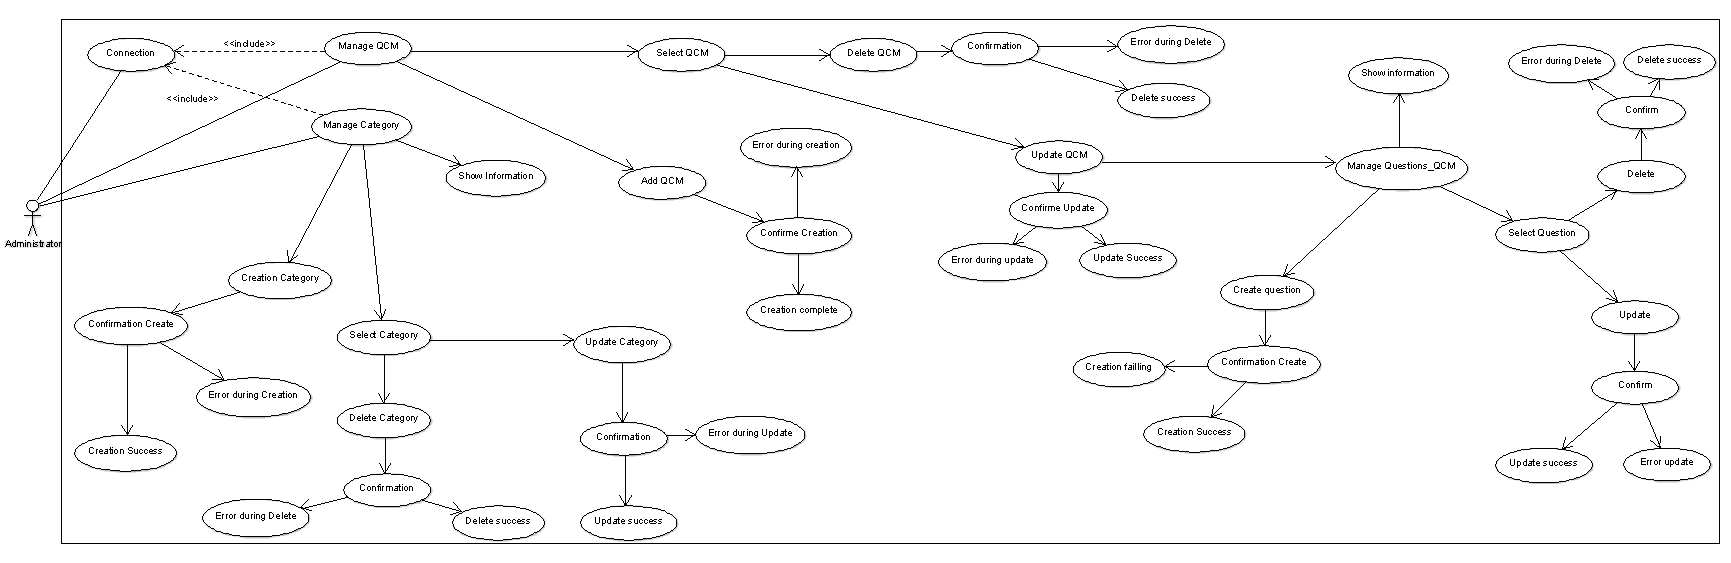 Connection
<<include>>
Manage QCM
Select QCM
Delete QCM
Confirmation
Error during Delete
Delete success
<<include>>
Manage Category
Show Information
Add QCM
Error during creation
Confirme Creation
Creation complete
Update QCM
Confirme Update
Error during update
Update Success
Show information
Manage Questions_QCM
Error during Delete
Delete success
Confirm
Delete
Select Question
Administrator
Creation Category
Confirmation Create
Error during Creation
Creation Success
Select Category
Update Category
Delete Category
Confirmation
Error during Update
Confirmation
Error during Delete
Delete success
Update success
Create question
Confirmation Create
Creation failling
Creation Success
Update
Confirm
Update success
Error update